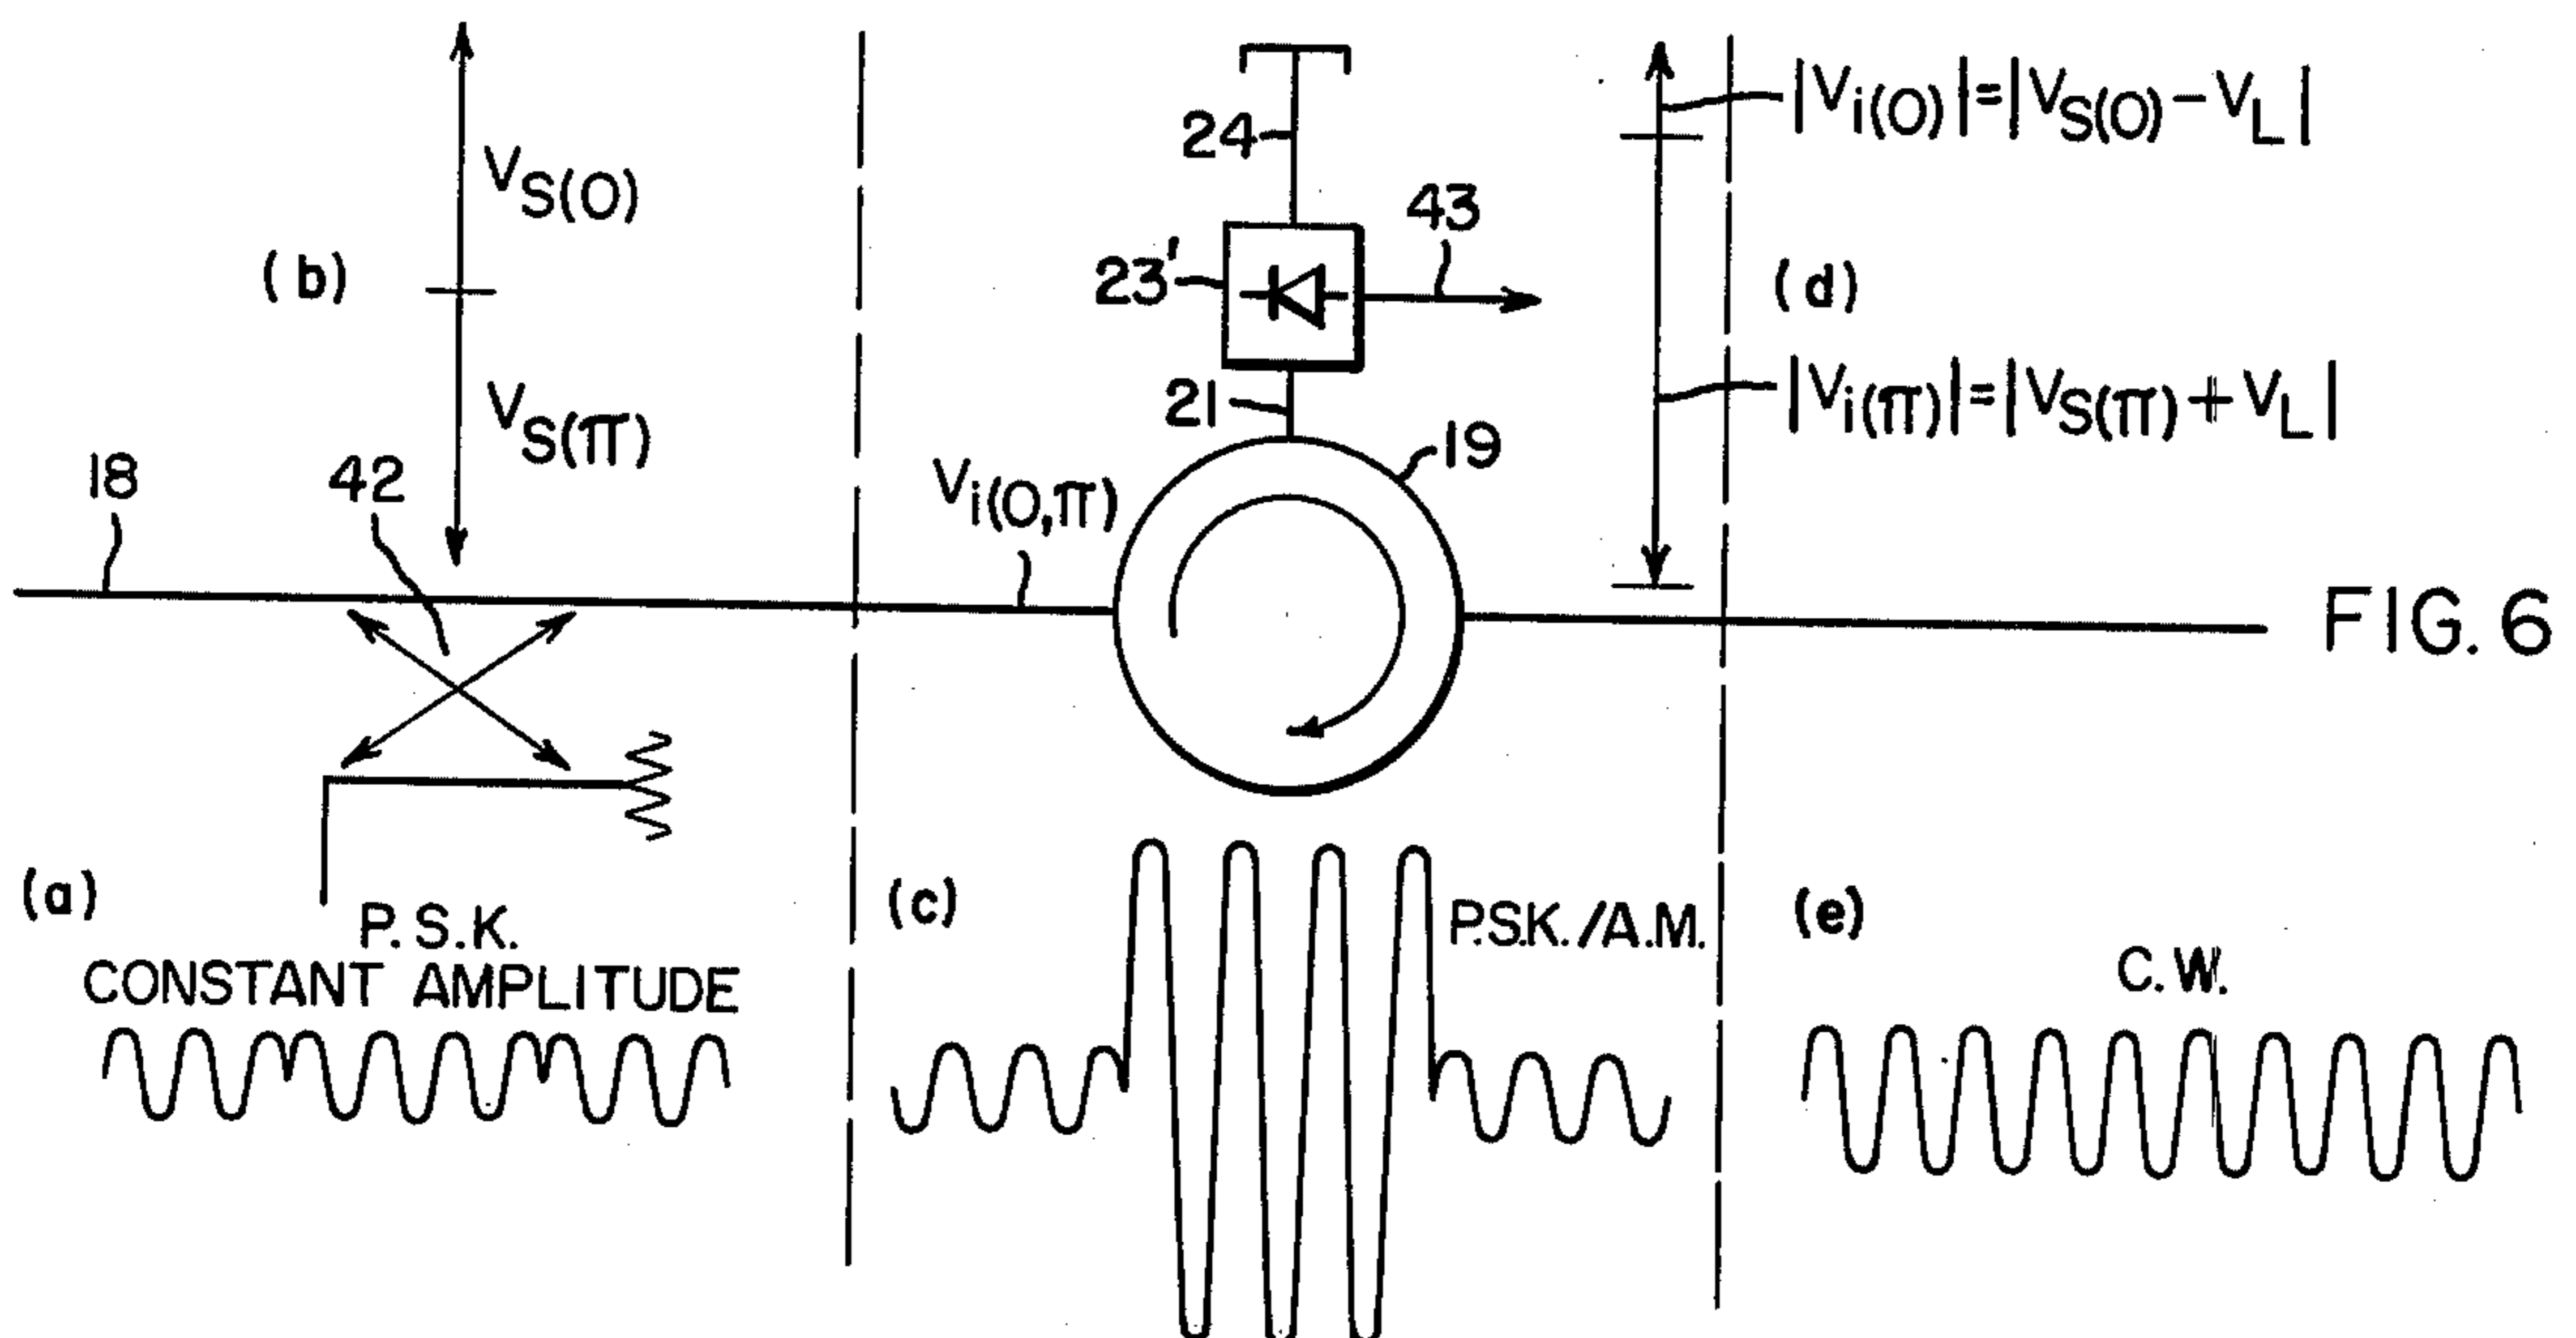 |Vi(0)|=|VS(0)-VL|
24
VS(0)
43
(b)
23'
(d)
VS(π)
21
|Vi(π)|=|VS(π)+VL|
18
42
Vi(0,π)
19
FIG. 6
(a)
P.S.K.
CONSTANT AMPLITUDE
(c)
P.S.K./A.M.
(e)
C.W.